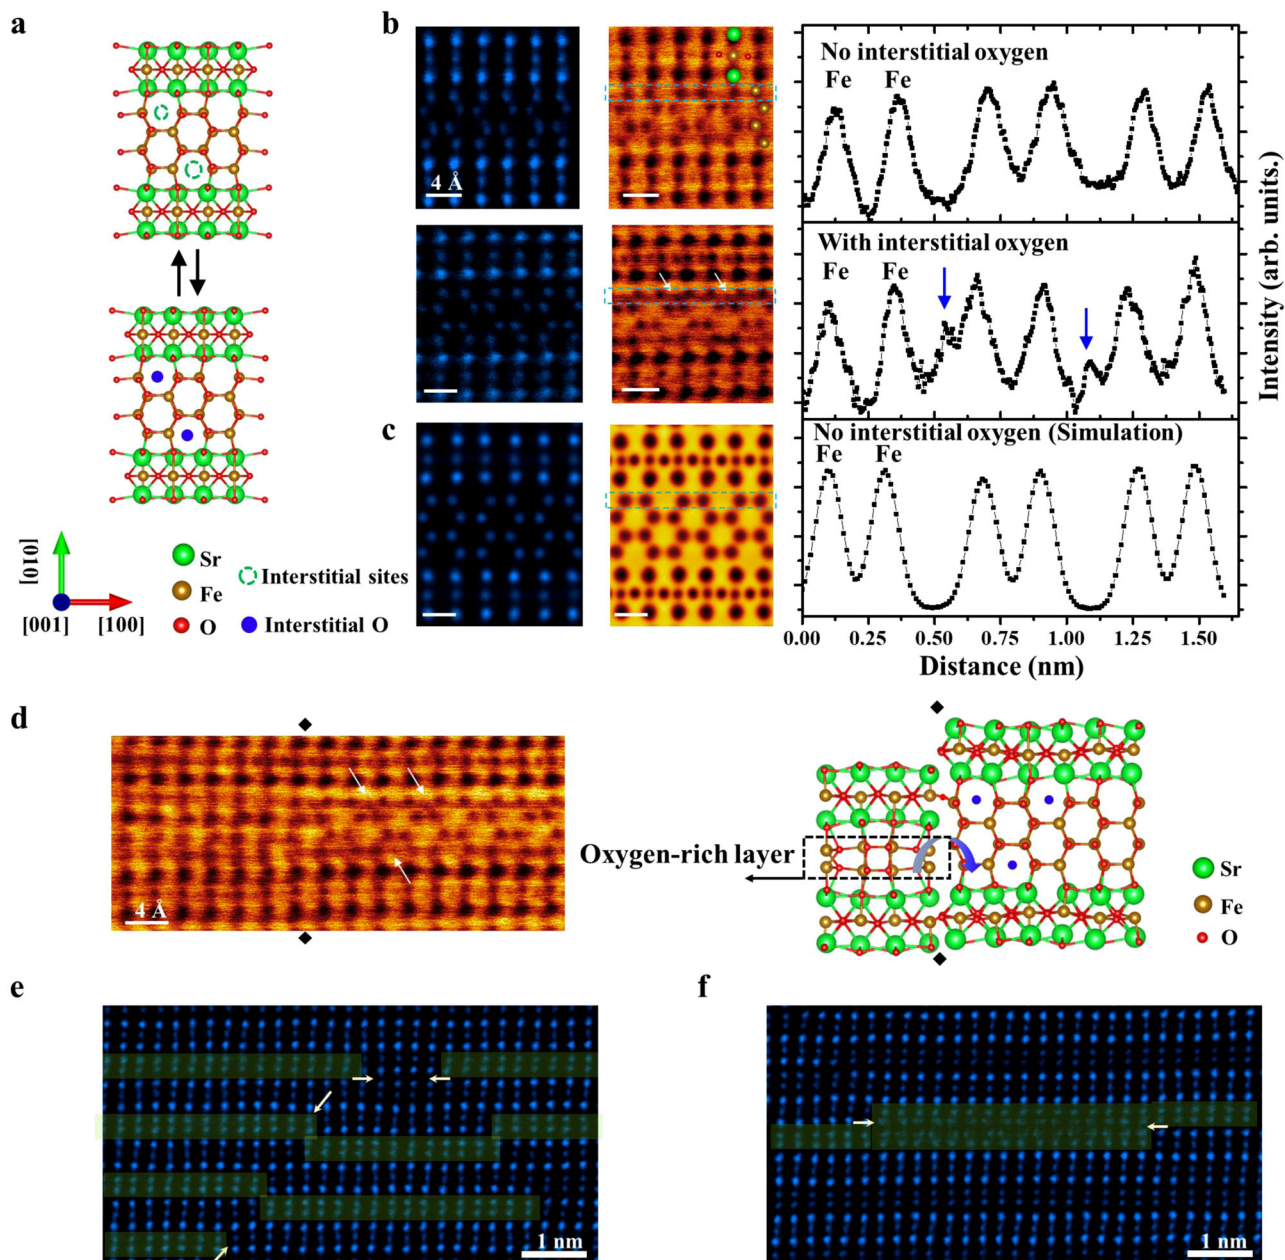 a
b
4 Å
No interstitial oxygen
Fe Fe
With interstitial oxygen
Fe Fe
c
No interstitial oxygen (Simulation)
Fe Fe
Intensity (arb. units.)
0.00 0.25 0.50 0.75 1.00 1.25 1.50
Distance (nm)
[010]
[001] [100]
Sr
Fe
O
Interstitial sites
Interstitial O
d
4 Å
Oxygen-rich layer
Sr
Fe
O
e
1 nm
f
1 nm